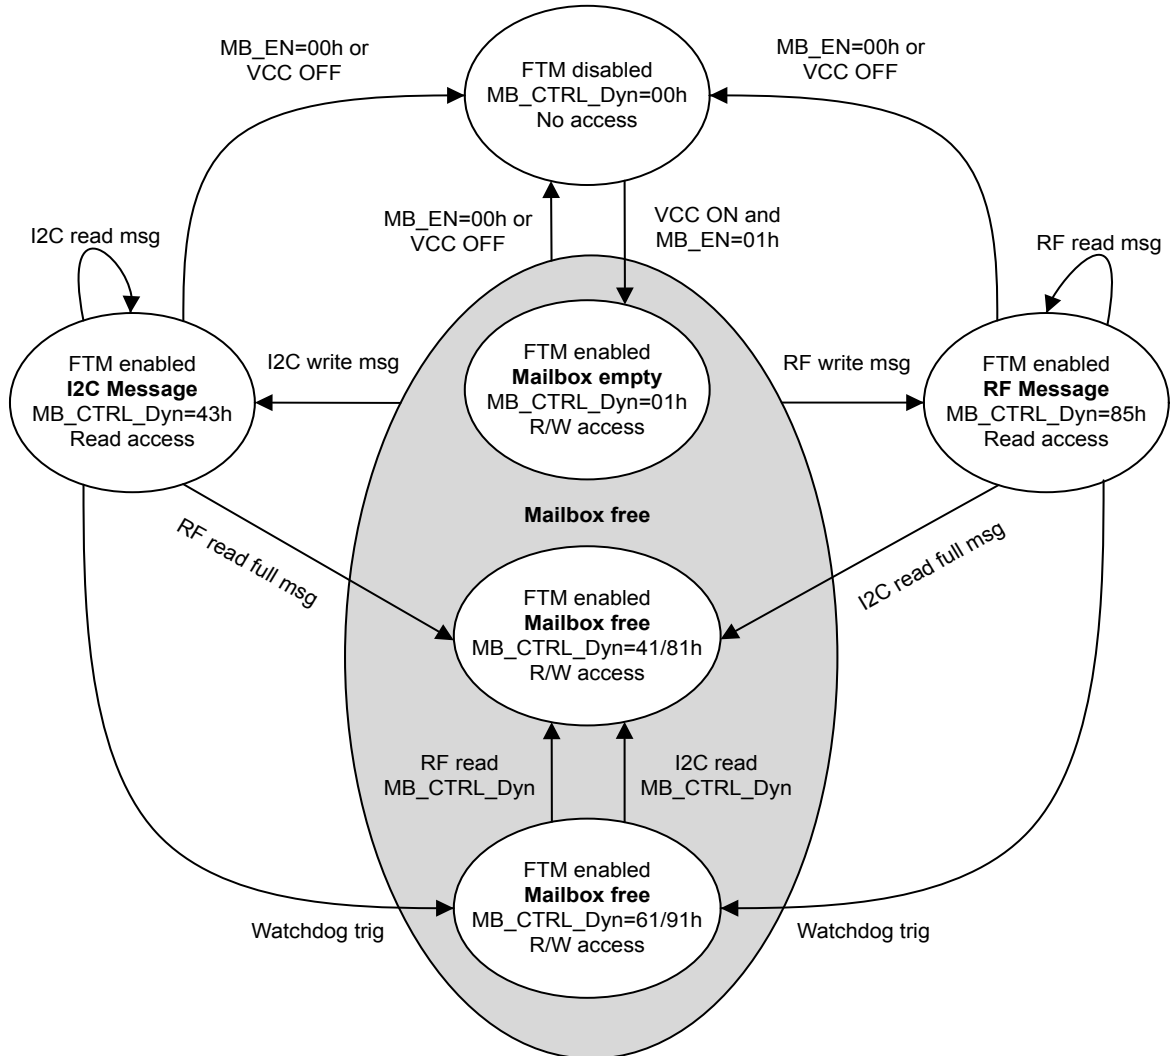 MB_EN=00h or
VCC OFF
FTM disabled
MB_CTRL_Dyn=00h
No access
MB_EN=00h or
VCC OFF
I2C read msg
MB_EN=00h or
VCC OFF
VCC ON and
MB_EN=01h
RF read msg
FTM enabled
I2C Message
MB_CTRL_Dyn=43h
Read access
I2C write msg
FTM enabled
Mailbox empty
MB_CTRL_Dyn=01h
R/W access
RF write msg
FTM enabled
RF Message
MB_CTRL_Dyn=85h
Read access
Mailbox free
RF read full msg
I2C read full msg
FTM enabled
Mailbox free
MB_CTRL_Dyn=41/81h
R/W access
RF read
MB_CTRL_Dyn
I2C read
MB_CTRL_Dyn
FTM enabled
Mailbox free
MB_CTRL_Dyn=61/91h
R/W access
Watchdog trig
Watchdog trig